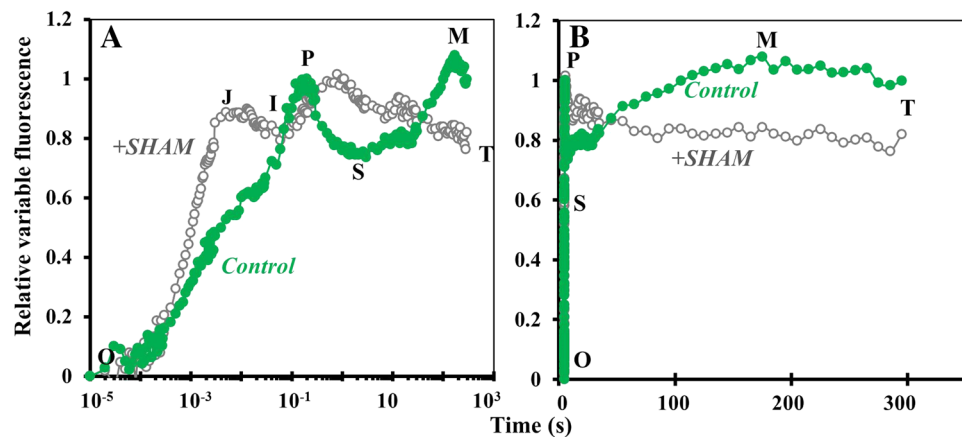 Relative variable fluorescence
1.2
1
0.8
0.6
0.4
0.2
0
A
O
J
I
P
S
M
T
+SHAM
Control
10-5
10-4
10-3
10-1
101
103
1.2
1
0.8
0.6
0.4
0.2
0
B
P
S
O
M
T
Control
+SHAM
0
100
200
300
Time (s)